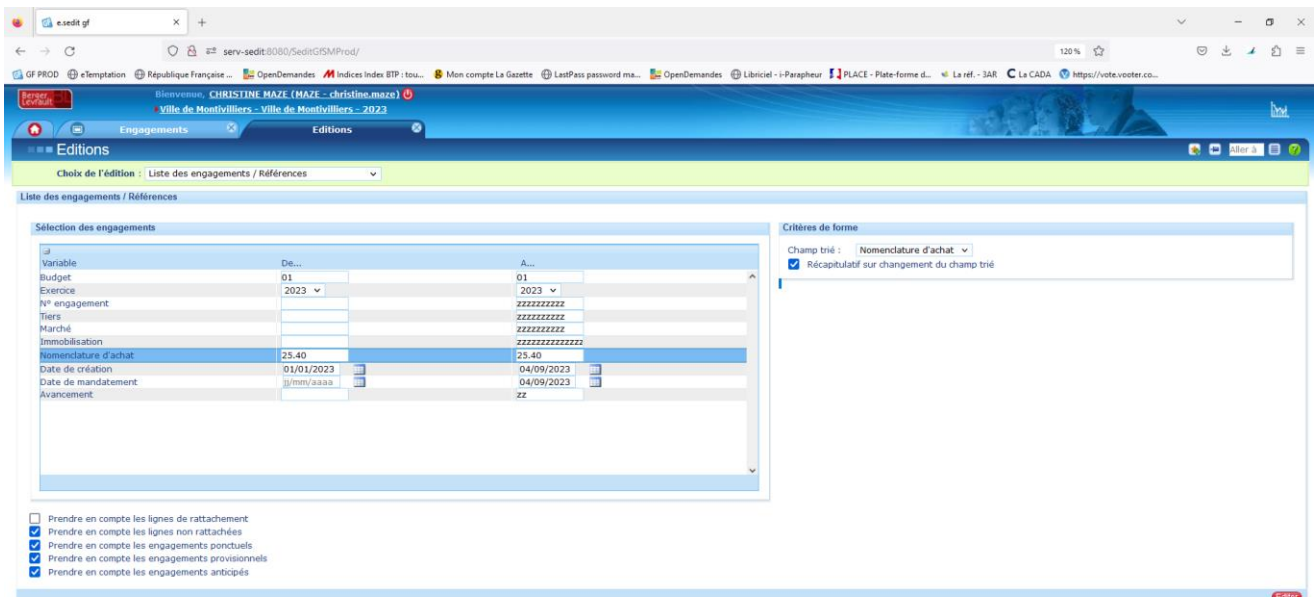 e.sedit gf
serv-sedit:8080/SeditGfSMProd/
120 %
GF PROD eTemptation République Française ... OpenDemandes Indices Index BTP : tou... Mon compte La Gazette LastPass password ma... OpenDemandes Libriciel - i-Parapheur PLACE - Plate-forme d... La réf. - 3AR La CADA https://vote.vooter.co...
Berger Levrault
Bienvenue, CHRISTINE MAZE (MAZE - christine.maze)
Ville de Montivilliers - Ville de Montivilliers - 2023
Engagements Editions
Editions
Aller à
Choix de l'édition : Liste des engagements / Références
Liste des engagements / Références
Sélection des engagements
Variable De... A...
Budget 01 01
Exercice 2023 2023
N° engagement zzzzzzzzzz
Tiers zzzzzzzzzz
Marché zzzzzzzzzz
Immobilisation zzzzzzzzzzzzzz
Nomenclature d'achat 25.40 25.40
Date de création 01/01/2023 04/09/2023
Date de mandatement jj/mm/aaaa 04/09/2023
Avancement zz
Critères de forme
Champ trié : Nomenclature d'achat
Récapitulatif sur changement du champ trié
Prendre en compte les lignes de rattachement
Prendre en compte les lignes non rattachées
Prendre en compte les engagements ponctuels
Prendre en compte les engagements provisionnels
Prendre en compte les engagements anticipés
Editer